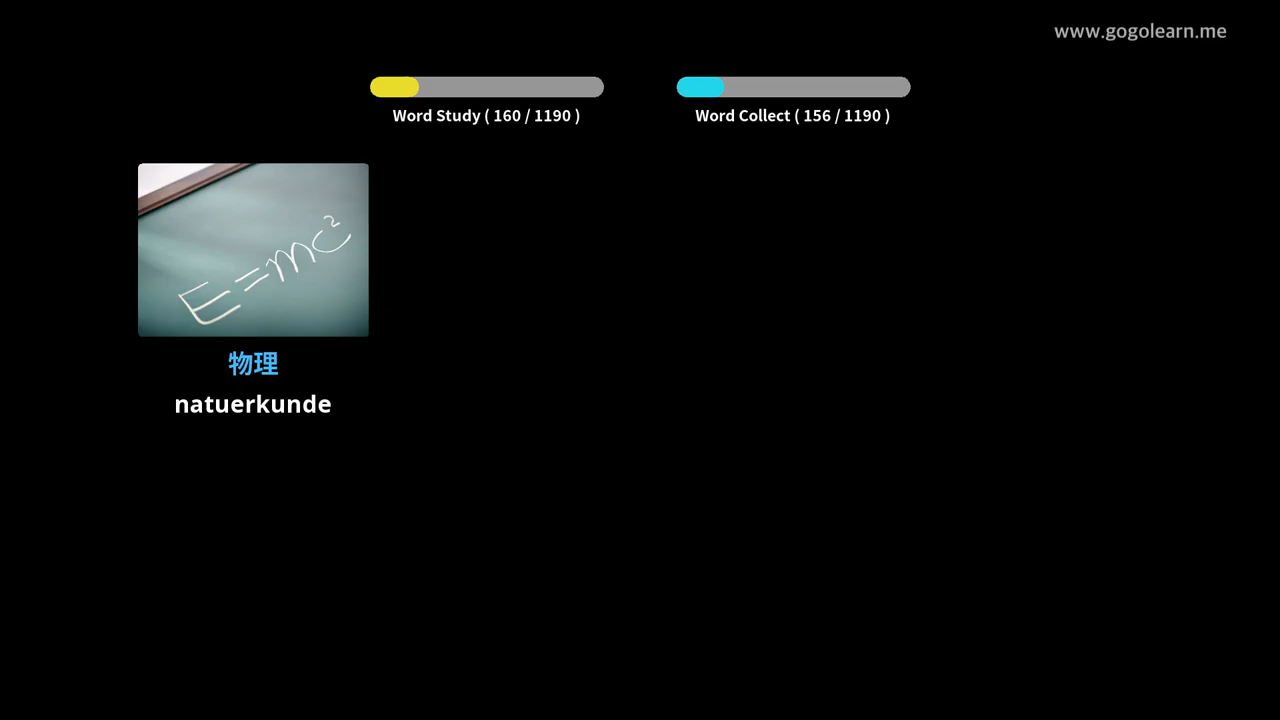 www.gogolearn.me
Word Study ( 160 / 1190 )
Word Collect ( 156 / 1190 )
E=mc²
物理
natuerkunde